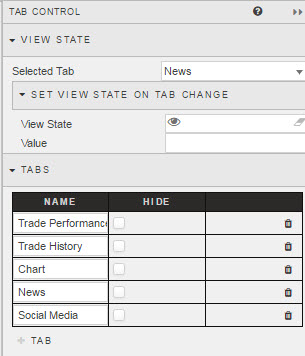 TAB CONTROL
VIEW STATE
Selected Tab News
SET VIEW STATE ON TAB CHANGE
View State
Value
TABS
NAME HIDE
Trade Performance
Trade History
Chart
News
Social Media
+ TAB